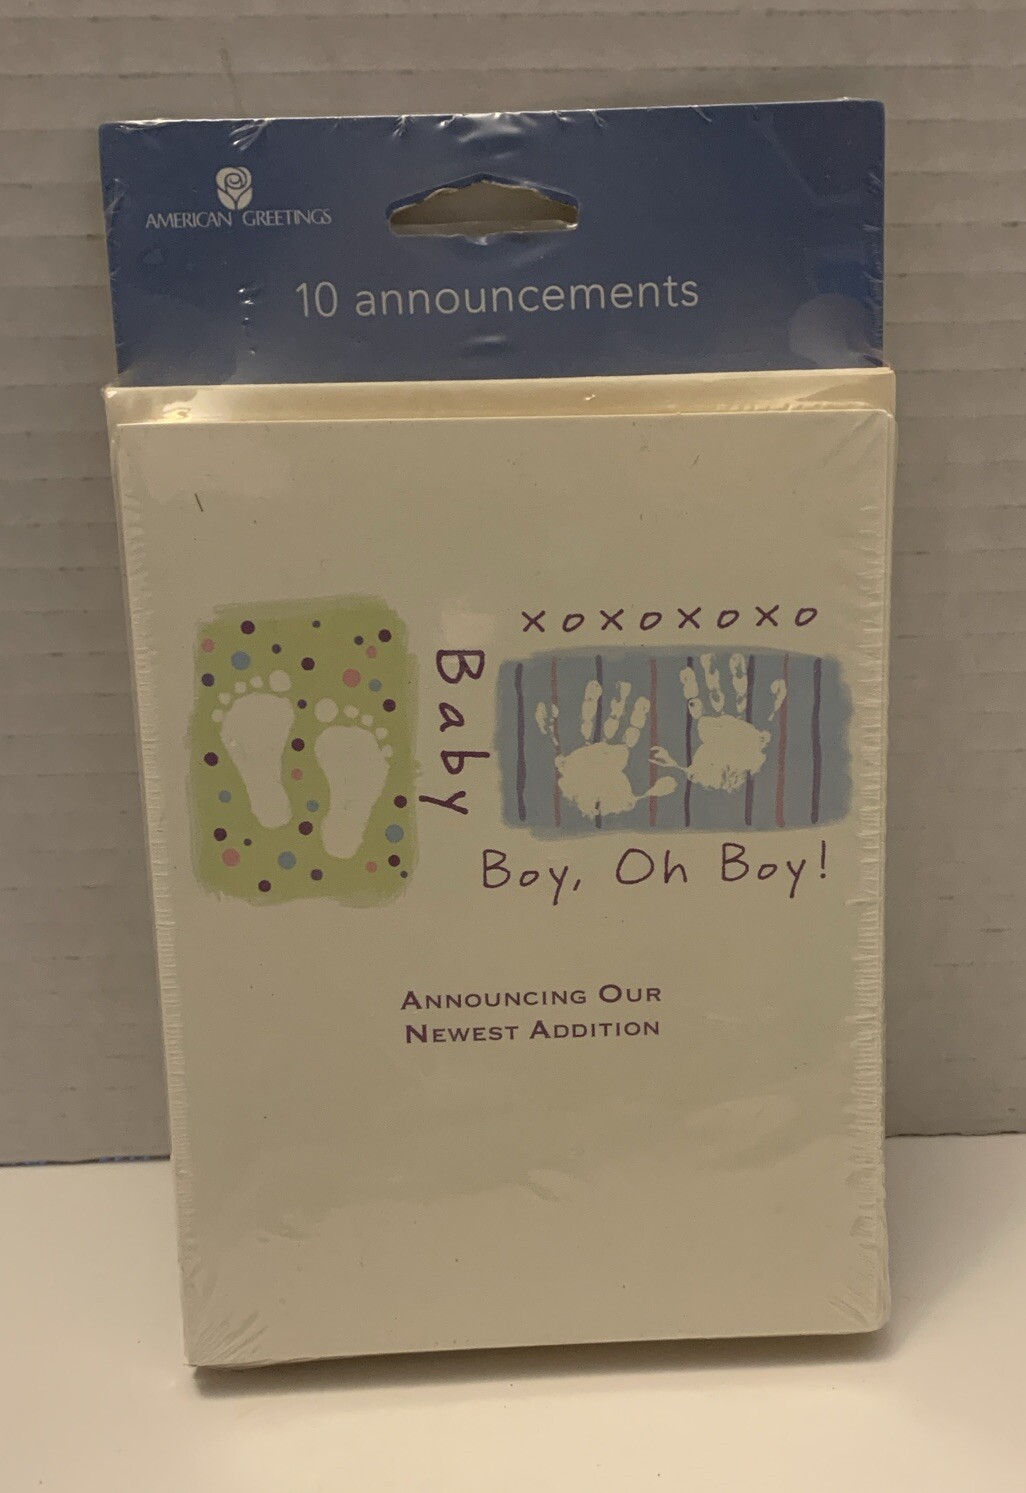 AMERICAN GREETINGS
10 announcements
xoxoxoxo
Baby
Boy, Oh Boy!
ANNOUNCING OUR
NEWEST ADDITION